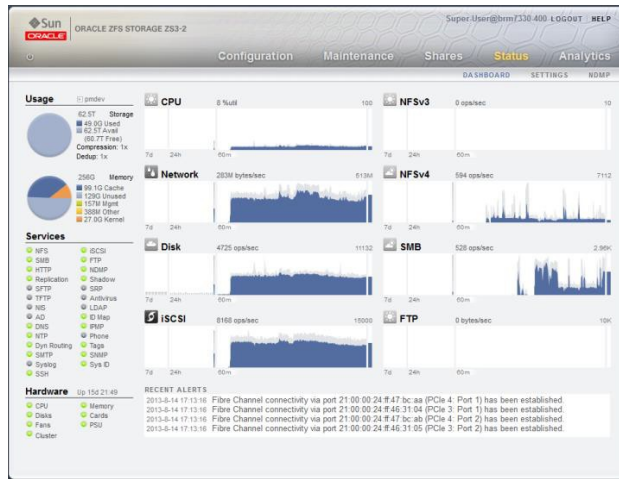 Sun
ORACLE
ORACLE ZFS STORAGE ZS3-2
Super-User@brm7330-400 LOGOUT HELP
Configuration Maintenance Shares Status Analytics
DASHBOARD SETTINGS NDMP
Usage pmdev
62.5T Storage
49.0G Used
62.5T Avail
(60.7T Free)
Compression: 1x
Dedup: 1x
256G Memory
99.1G Cache
129G Unused
157M Mgmt
388M Other
27.0G Kernel
Services
NFS iSCSI
SMB FTP
HTTP NDMP
Replication Shadow
SFTP SRP
TFTP Antivirus
NIS LDAP
AD ID Map
DNS IPMP
NTP Phone
Dyn Routing Tags
SMTP SNMP
Syslog Sys ID
SSH
Hardware Up 15d 21:49
CPU Memory
Disks Cards
Fans PSU
Cluster
CPU 8 %util 100
7d 24h 60m
NFSv3 0 ops/sec 10
7d 24h 60m
Network 283M bytes/sec 513M
7d 24h 60m
NFSv4 594 ops/sec 7112
7d 24h 60m
Disk 4725 ops/sec 11132
7d 24h 60m
SMB 528 ops/sec 2.96K
7d 24h 60m
iSCSI 8168 ops/sec 15000
7d 24h 60m
FTP 0 bytes/sec 10K
7d 24h 60m
RECENT ALERTS
2013-8-14 17:13:16 Fibre Channel connectivity via port 21:00:00:24:ff:47:bc:aa (PCIe 4: Port 1) has been established.
2013-8-14 17:13:16 Fibre Channel connectivity via port 21:00:00:24:ff:46:31:04 (PCIe 3: Port 1) has been established.
2013-8-14 17:13:16 Fibre Channel connectivity via port 21:00:00:24:ff:47:bc:ab (PCIe 4: Port 2) has been established.
2013-8-14 17:13:16 Fibre Channel connectivity via port 21:00:00:24:ff:46:31:05 (PCIe 3: Port 2) has been established.